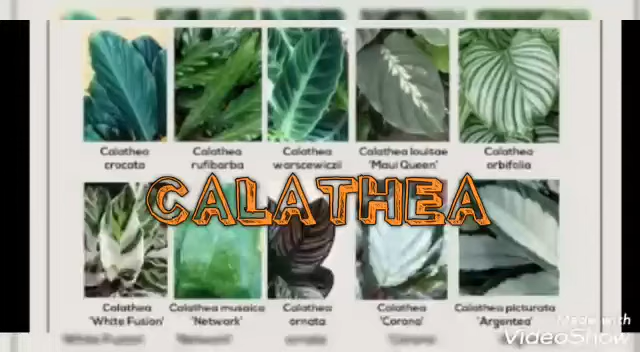 Calathea crocata
Calathea rufibarba
Calathea warscewiczii
Calathea louisae 'Maui Queen'
Calathea orbifolia
CALATHEA
Calathea 'White Fusion'
Calathea musaica 'Network'
Calathea ornata
Calathea 'Corona'
Calathea picturata 'Argentea'
Made with
VideoShow